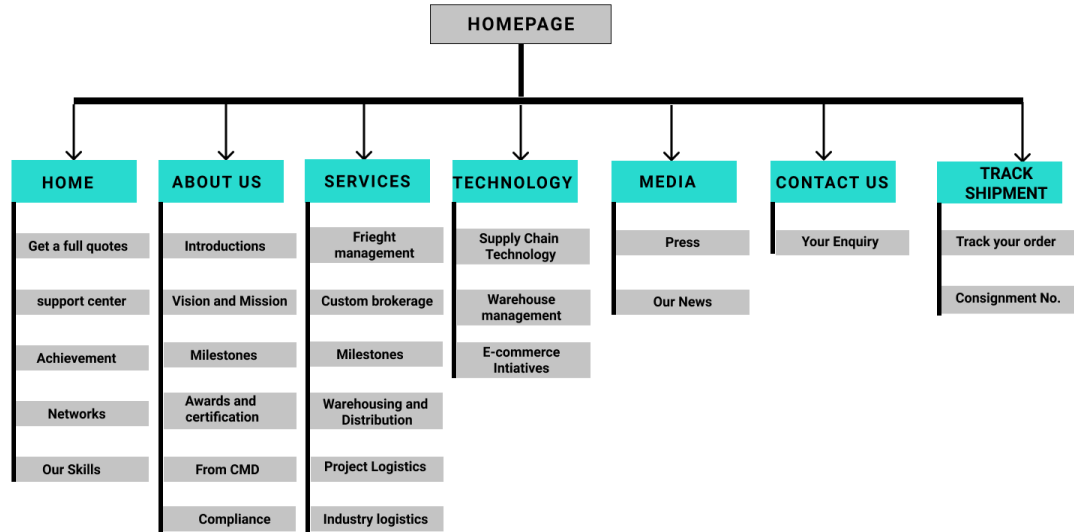 HOMEPAGE
HOME
Get a full quotes
support center
Achievement
Networks
Our Skills
ABOUT US
Introductions
Vision and Mission
Milestones
Awards and
certification
From CMD
Compliance
SERVICES
Frieght
management
Custom brokerage
Milestones
Warehousing and
Distribution
Project Logistics
Industry logistics
TECHNOLOGY
Supply Chain
Technology
Warehouse
management
E-commerce
Intiatives
MEDIA
Press
Our News
CONTACT US
Your Enquiry
TRACK
SHIPMENT
Track your order
Consignment No.